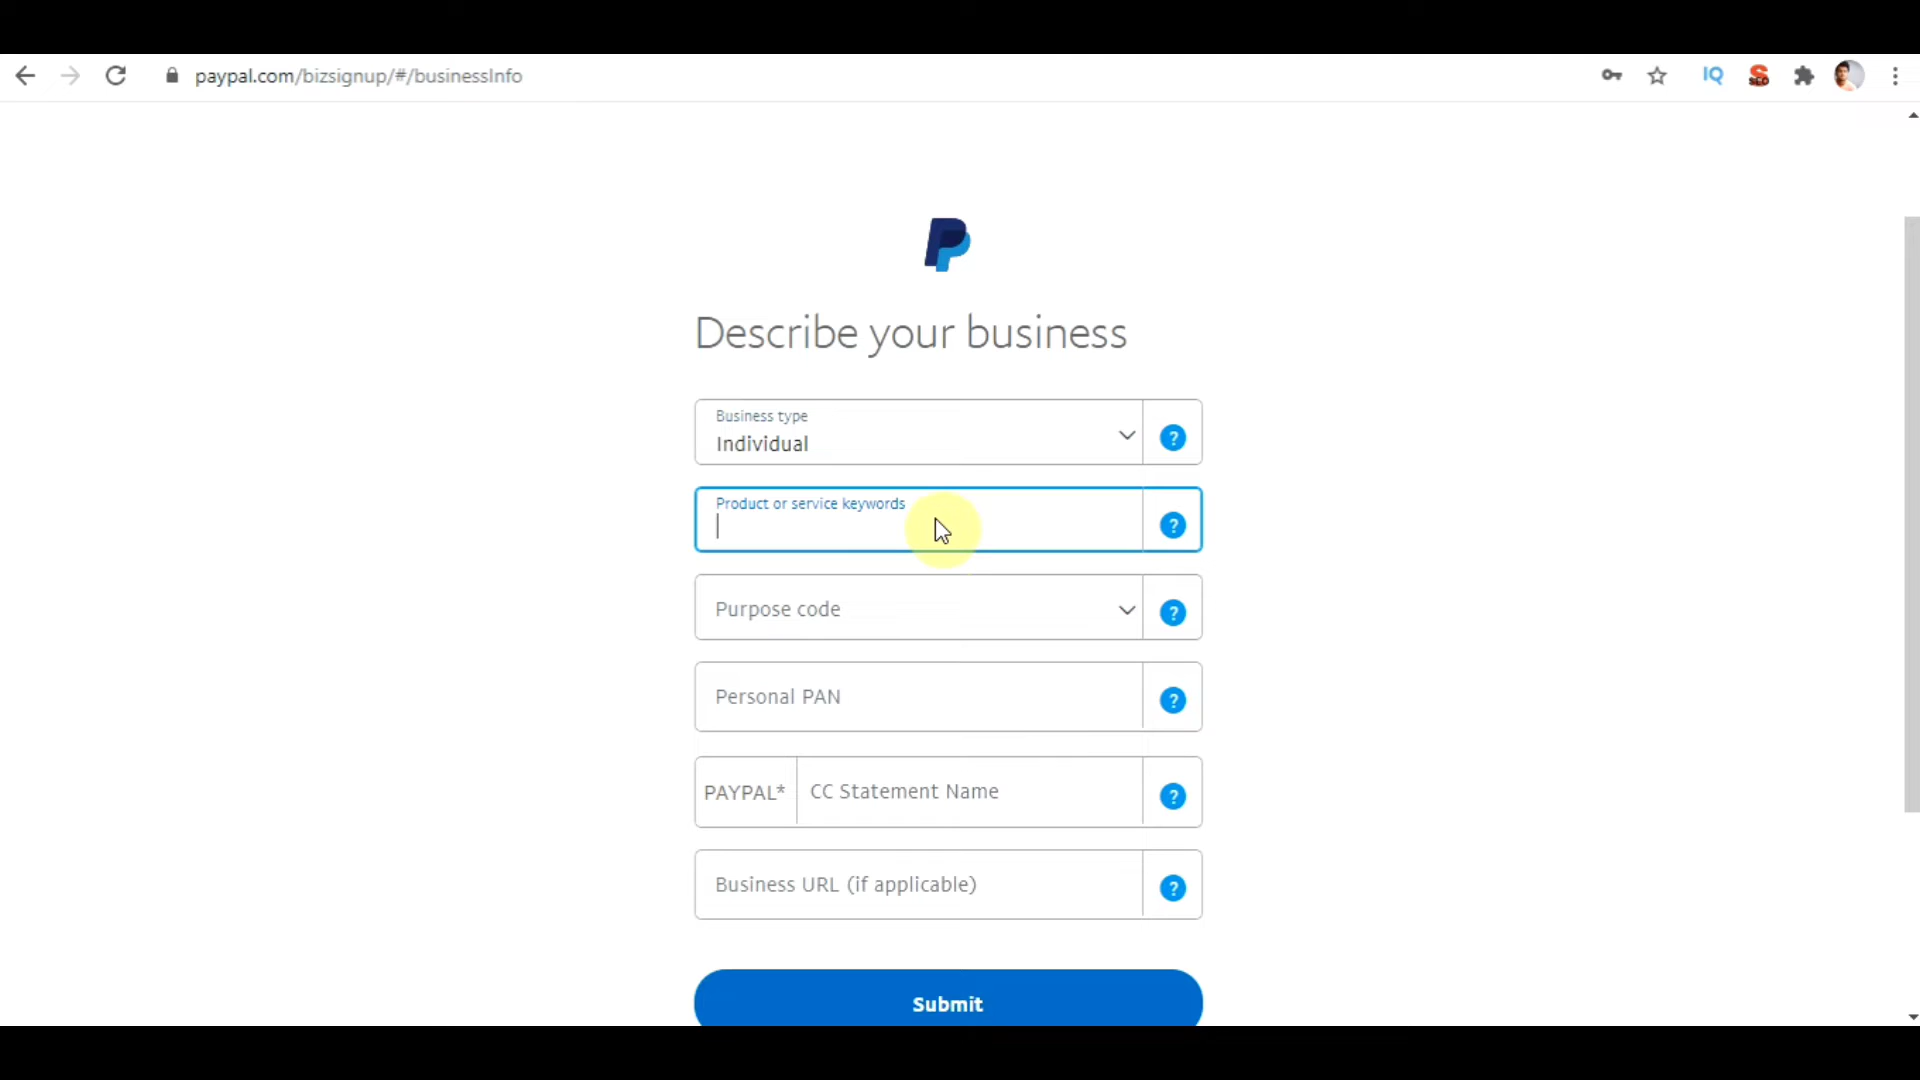 paypal.com/bizsignup/#/businessInfo
IQ
SEO
Describe your business
Business type
Individual
?
Product or service keywords
?
Purpose code
?
Personal PAN
?
PAYPAL*
CC Statement Name
?
Business URL (if applicable)
?
Submit